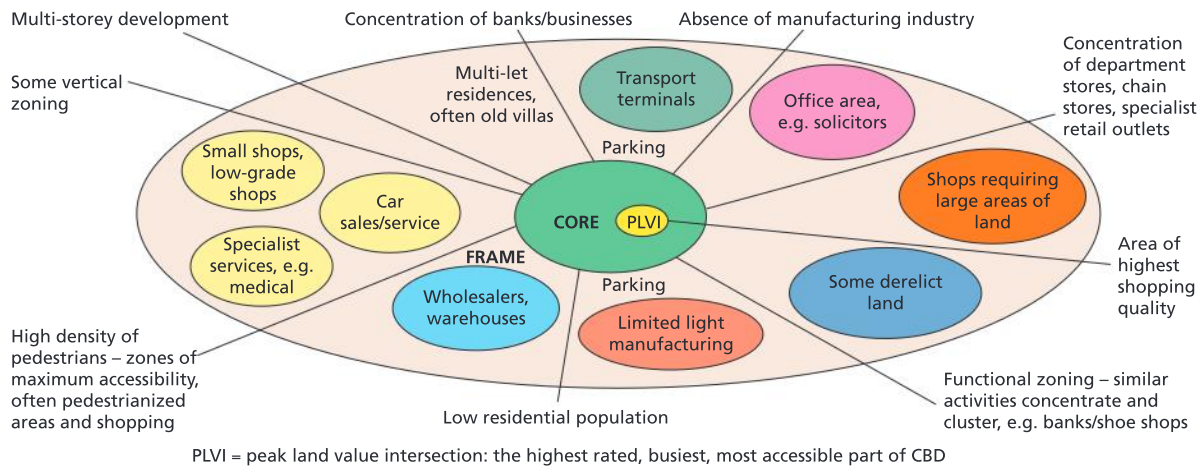 Multi-storey development
Concentration of banks/businesses
Absence of manufacturing industry
Concentration
of department
stores, chain
stores, specialist
retail outlets
Some vertical
zoning
Multi-let
residences,
often old villas
Transport
terminals
Office area,
e.g. solicitors
Parking
Small shops,
low-grade
shops
Car
sales/service
Specialist
services, e.g.
medical
CORE
PLVI
Shops requiring
large areas of
land
FRAME
Wholesalers,
warehouses
Parking
Limited light
manufacturing
Some derelict
land
Area of
highest
shopping
quality
High density of
pedestrians – zones of
maximum accessibility,
often pedestrianized
areas and shopping
Low residential population
Functional zoning – similar
activities concentrate and
cluster, e.g. banks/shoe shops
PLVI = peak land value intersection: the highest rated, busiest, most accessible part of CBD